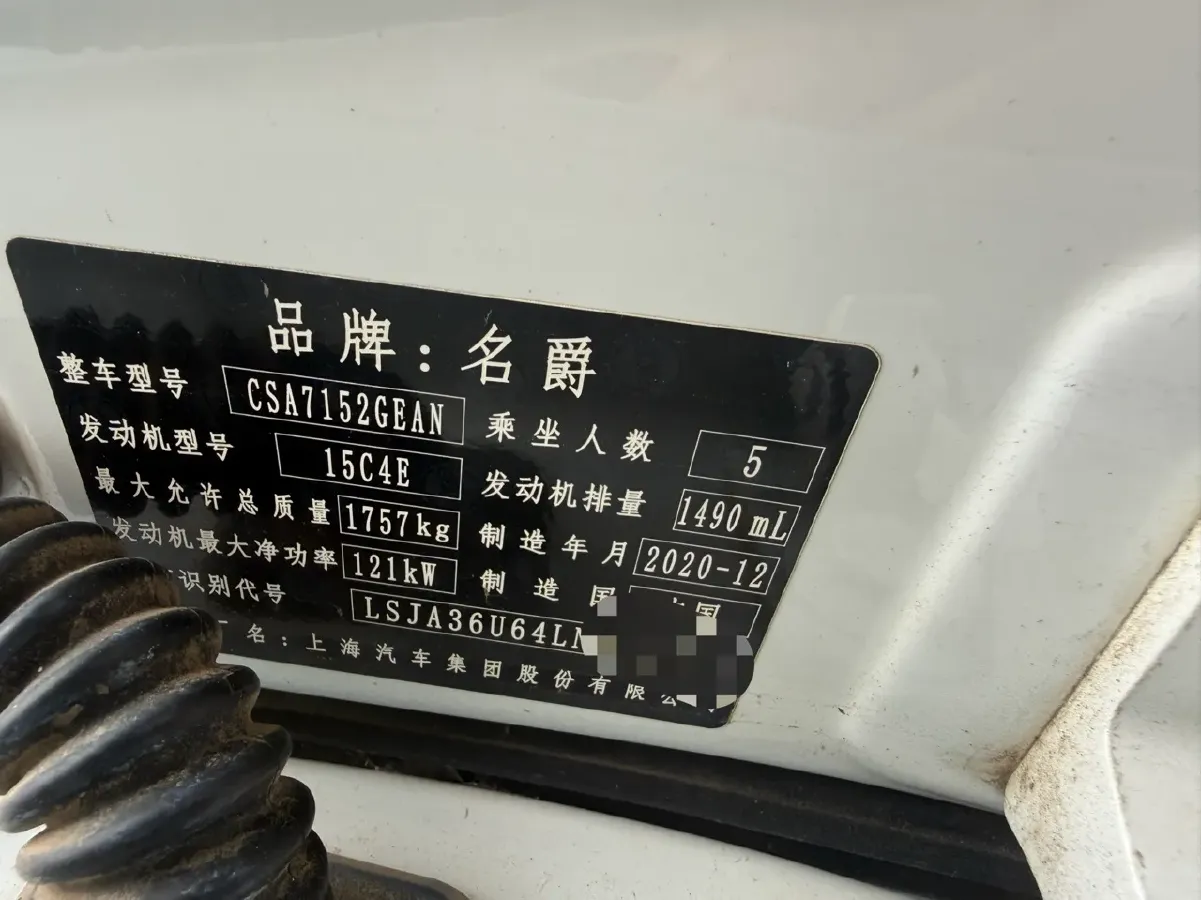 品牌：名爵
整车型号 CSA7152GEAN 乘坐人数 5
发动机型号 15C4E 发动机排量 1490 mL
最大允许总质量 1757kg 制造年月 2020-12
发动机最大净功率 121kW 制造国
识别代号 LSJA36U64L
名：上海汽车集团股份有限